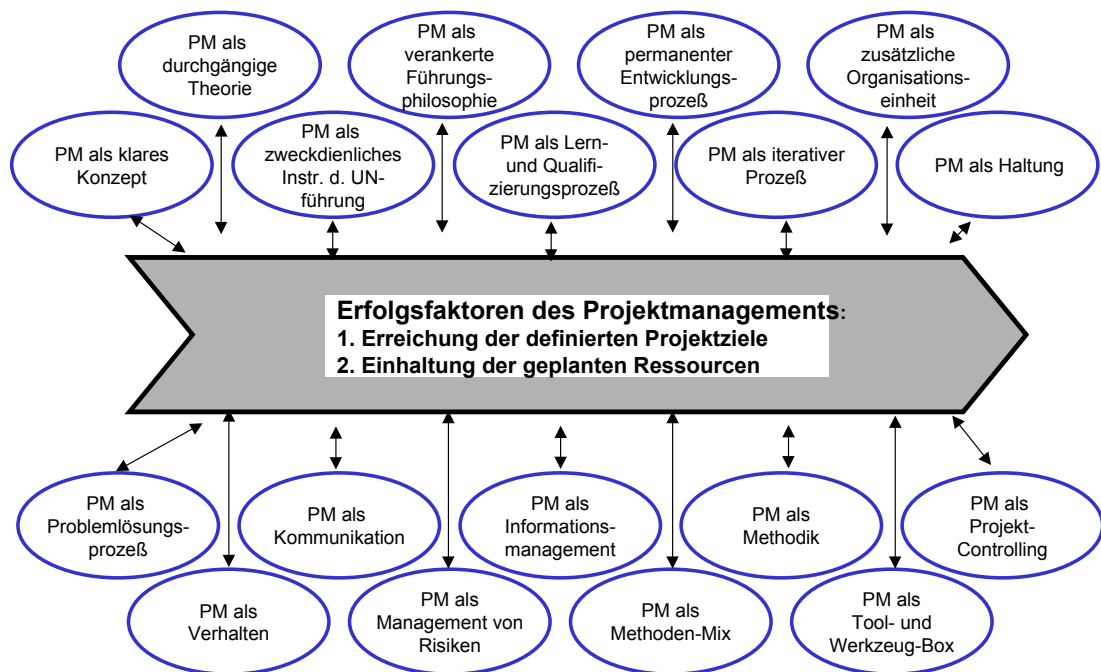 PM als
durchgängige
Theorie
PM als
verankerte
Führungs-
philosophie
PM als
permanenter
Entwicklungs-
prozeß
PM als
zusätzliche
Organisations-
einheit
PM als klares
Konzept
PM als
zweckdienliches
Instr. d. UN-
führung
PM als Lern-
und Qualifi-
zierungsprozeß
PM als iterativer
Prozeß
PM als Haltung
Erfolgsfaktoren des Projektmanagements:
1. Erreichung der definierten Projektziele
2. Einhaltung der geplanten Ressourcen
PM als
Problemlösungs-
prozeß
PM als
Kommunikation
PM als
Informations-
management
PM als
Methodik
PM als
Projekt-
Controlling
PM als
Verhalten
PM als
Management von
Risiken
PM als
Methoden-Mix
PM als
Tool- und
Werkzeug-Box